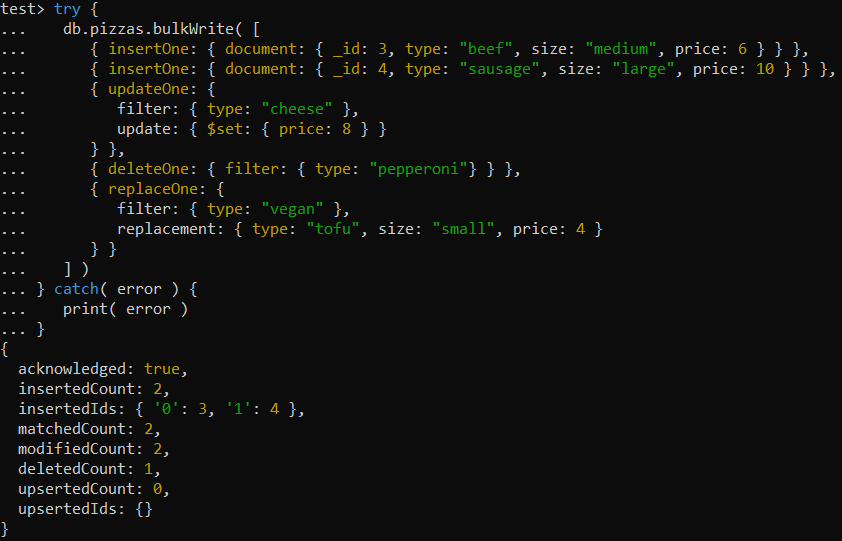 test> try {
...    db.pizzas.bulkWrite( [
...       { insertOne: { document: { _id: 3, type: "beef", size: "medium", price: 6 } } },
...       { insertOne: { document: { _id: 4, type: "sausage", size: "large", price: 10 } } },
...       { updateOne: {
...          filter: { type: "cheese" },
...          update: { $set: { price: 8 } }
...       } },
...       { deleteOne: { filter: { type: "pepperoni"} } },
...       { replaceOne: {
...          filter: { type: "vegan" },
...          replacement: { type: "tofu", size: "small", price: 4 }
...       } }
...    ] )
... } catch( error ) {
...    print( error )
... }
{
  acknowledged: true,
  insertedCount: 2,
  insertedIds: { '0': 3, '1': 4 },
  matchedCount: 2,
  modifiedCount: 2,
  deletedCount: 1,
  upsertedCount: 0,
  upsertedIds: {}
}